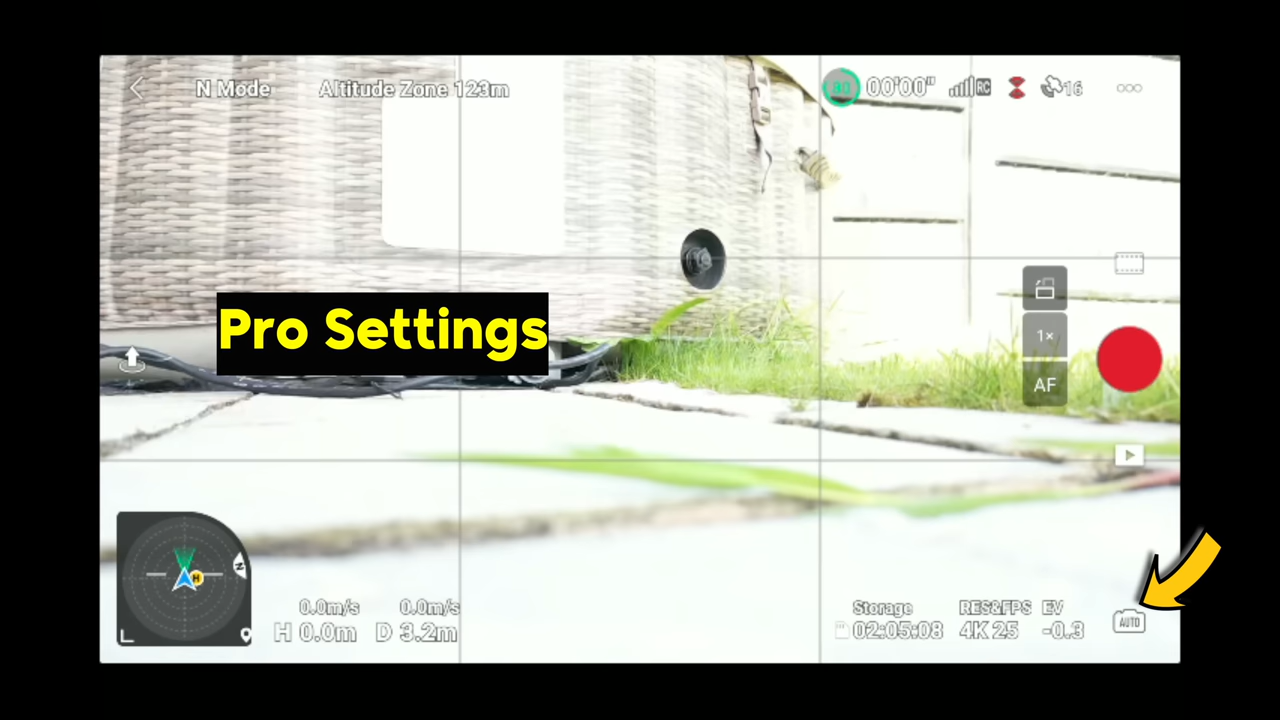 N Mode
Altitude Zone 123m
80
00'00"
RC
16
Pro Settings
1×
AF
N
H
0.0m/s
0.0m/s
H 0.0m
D 3.2m
Storage
RES&FPS
EV
02:05:08
4K 25
-0.3
AUTO